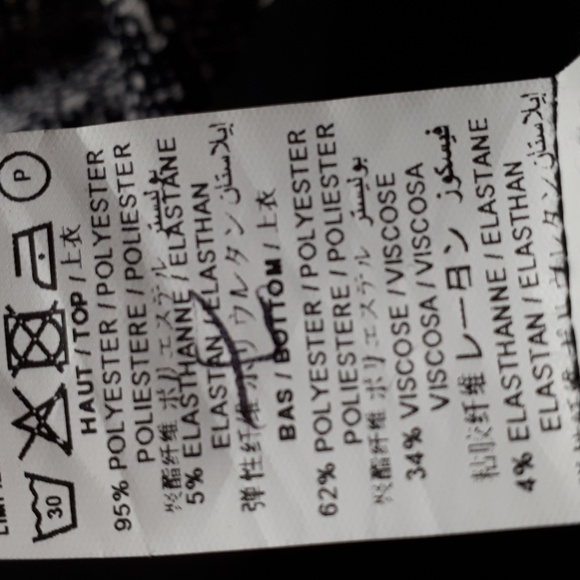 30
P
HAUT / TOP / 上衣
95% POLYESTER / POLYESTER
POLIESTERE / POLIESTER
聚酯纤维 ポリエステル بوليستر
5% ELASTHANNE / ELASTANE
ELASTAN / ELASTHAN
弹性纤维 ポリウルタン إيلاستان
BAS / BOTTOM / 上衣
62% POLYESTER / POLYESTER
POLIESTERE / POLIESTER
聚酯纤维 ポリエステル بوليستر
34% VISCOSE / VISCOSE
VISCOSA / VISCOSA
粘胶纤维 レーヨン فيسكوز
4% ELASTHANNE / ELASTANE
ELASTAN / ELASTHAN
إيلاستان